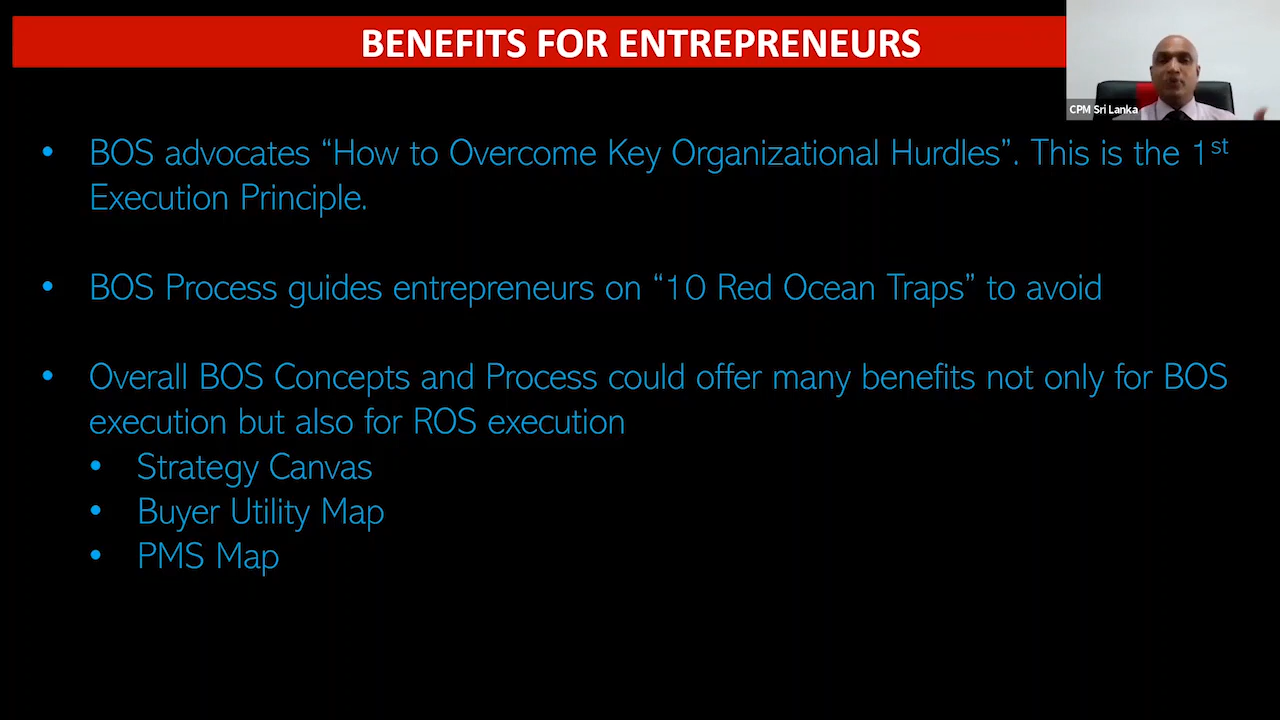 BENEFITS FOR ENTREPRENEURS
CPM Sri Lanka
• BOS advocates “How to Overcome Key Organizational Hurdles”. This is the 1st
Execution Principle.
• BOS Process guides entrepreneurs on “10 Red Ocean Traps” to avoid
• Overall BOS Concepts and Process could offer many benefits not only for BOS
execution but also for ROS execution
• Strategy Canvas
• Buyer Utility Map
• PMS Map